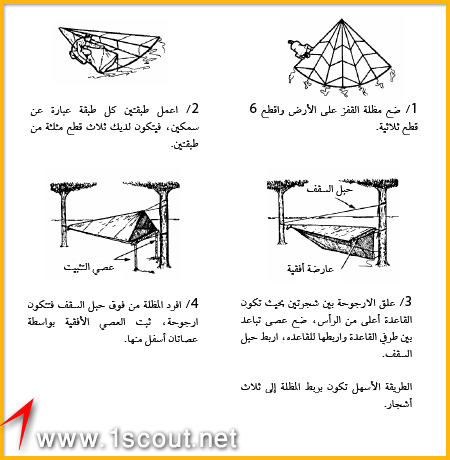 1/ ضع مظلة القفز على الأرض واقطع 6
قطع ثلاثية.
2/ اعمل طبقتين كل طبقة عبارة عن
سمكين، فيتكون لديك ثلاث قطع مثلثة من
طبقتين.
حبل السقف
عارضة أفقية
عصي التثبيت
3/ علق الارجوحة بين شجرتين بحيث تكون
القاعدة أعلى من الرأس، ضع عصى تباعد
بين طرفي القاعدة واربطها للقاعده، اربط حبل
السقف.
الطريقة الأسهل تكون بربط المظلة إلى ثلاث
أشجار.
4/ افرد المظلة من فوق حبل السقف فتتكون
ارجوحة، ثبت العصي الأفقية بواسطة
عصاتان أسفل منها.
www.1scout.net